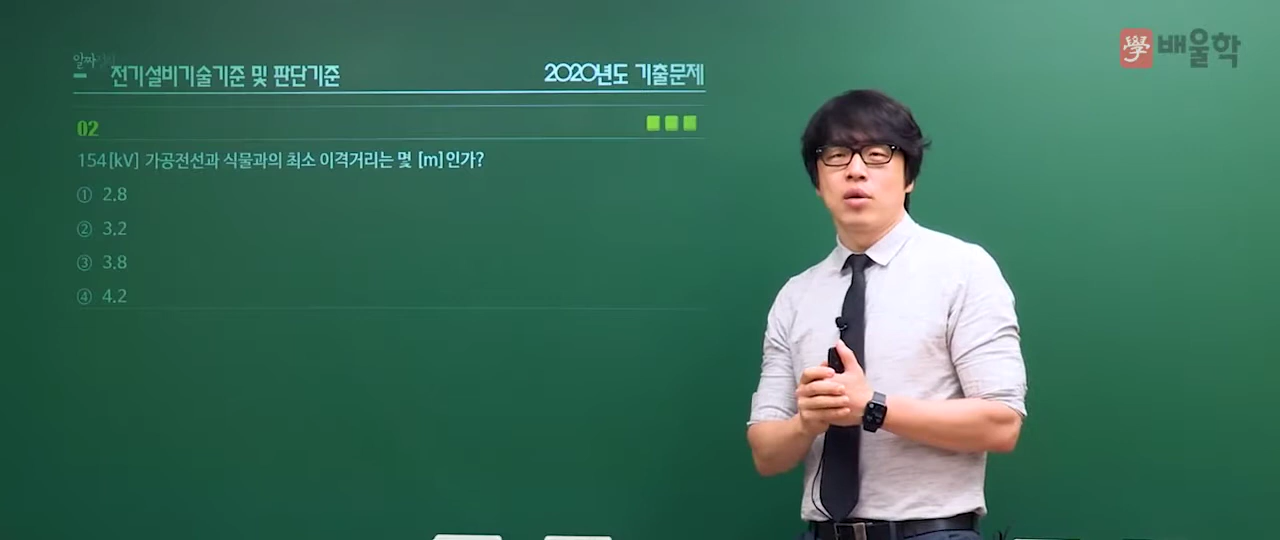 學 배울학
알짜
전기설비기술기준 및 판단기준 2020년도 기출문제
02
154[kV] 가공전선과 식물과의 최소 이격거리는 몇 [m]인가?
① 2.8
② 3.2
③ 3.8
④ 4.2